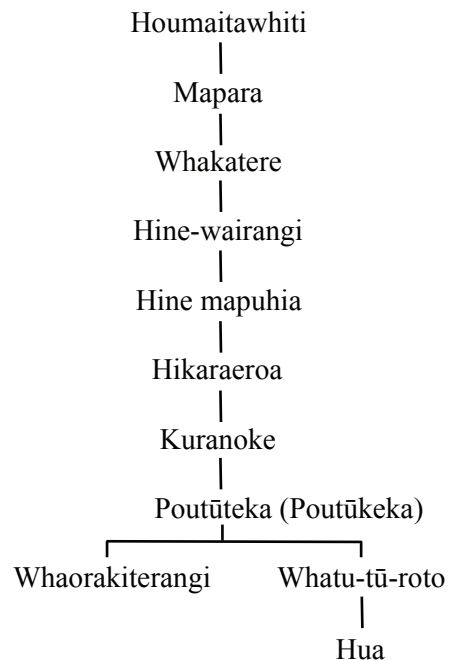 Houmaitawhiti
Mapara
Whakatere
Hine-wairangi
Hine mapuhia
Hikaraeroa
Kuranoke
Poutūteka (Poutūkeka)
Whaorakiterangi Whatu-tū-roto
Hua